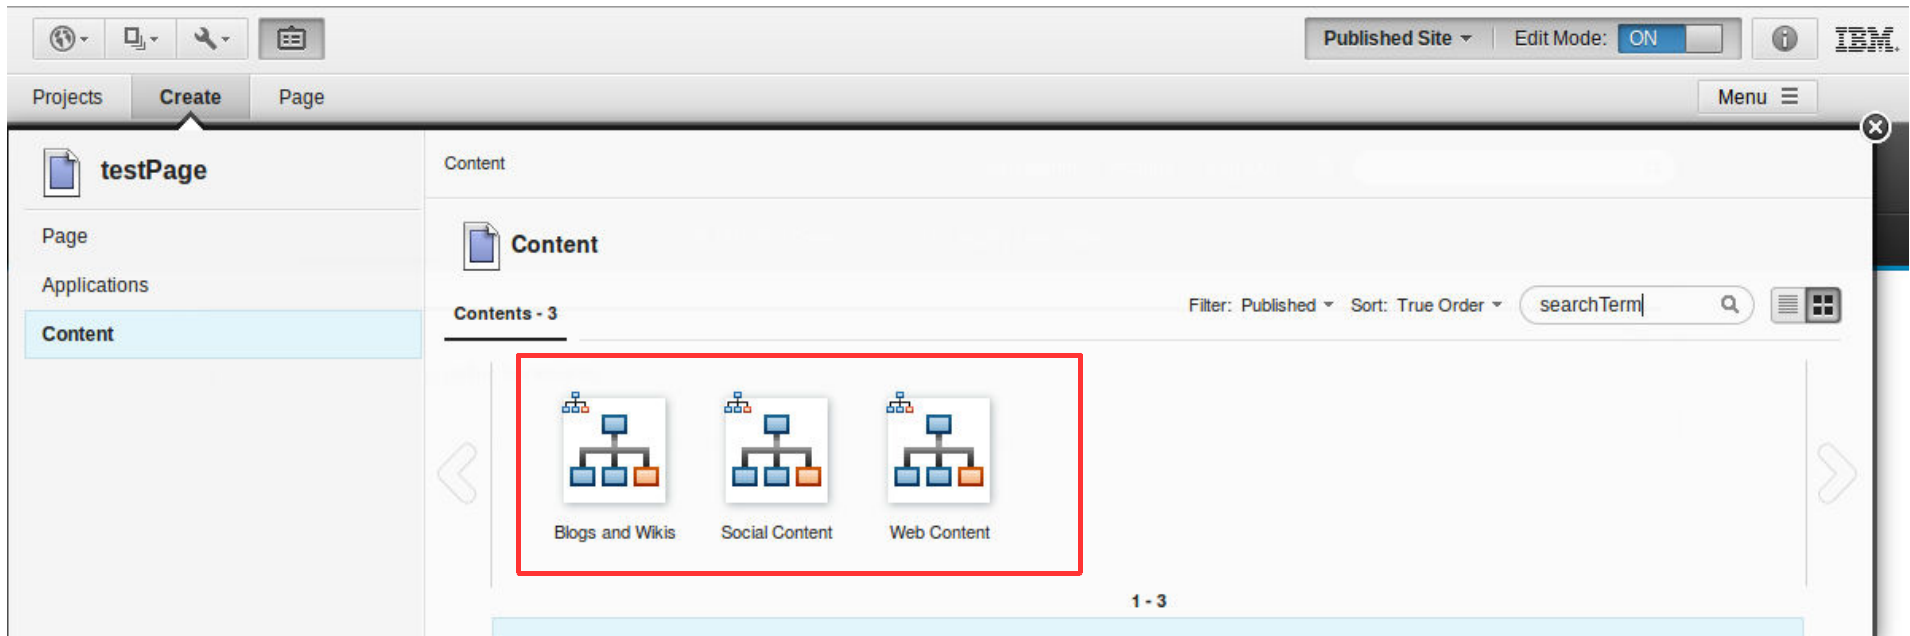 Published Site Edit Mode: ON IBM.
Projects Create Page Menu
testPage
Page
Applications
Content
Content
Content
Contents - 3 Filter: Published Sort: True Order searchTerm
Blogs and Wikis Social Content Web Content
1 - 3